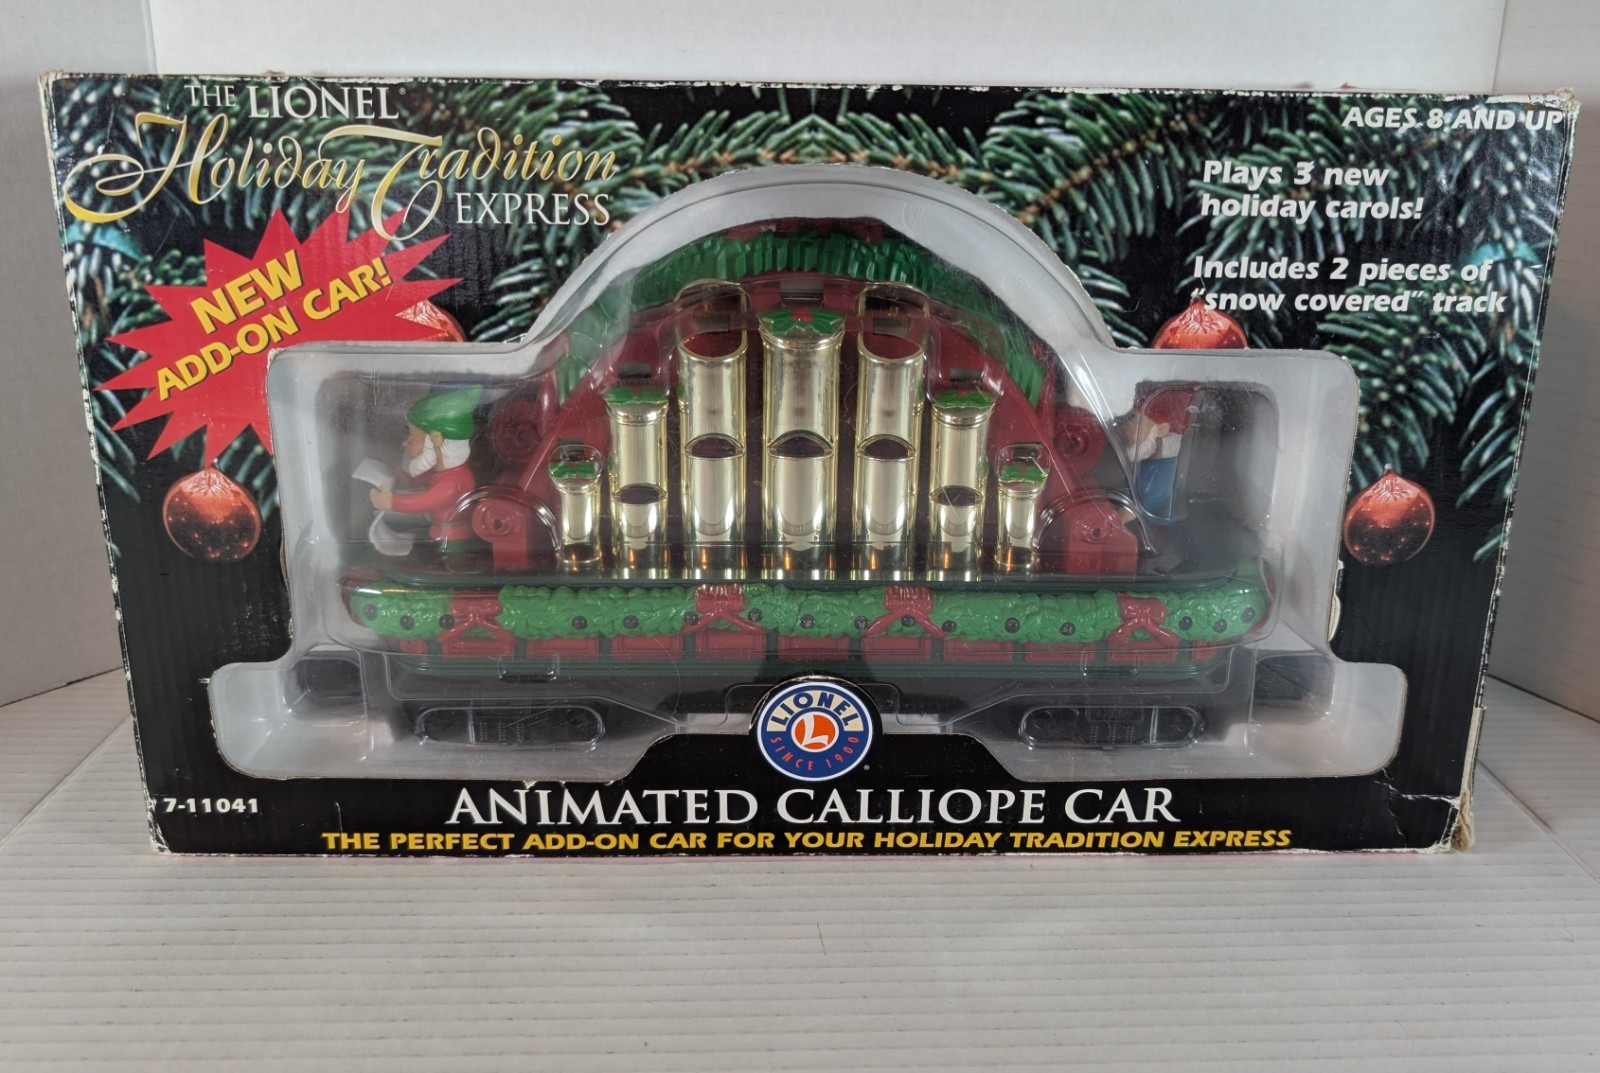 THE LIONEL®
Holiday Tradition
EXPRESS
NEW
ADD-ON CAR!
AGES 8 AND UP
Plays 3 new
holiday carols!
Includes 2 pieces of
"snow covered" track
LIONEL
L
SINCE 1900
7-11041
ANIMATED CALLIOPE CAR
THE PERFECT ADD-ON CAR FOR YOUR HOLIDAY TRADITION EXPRESS